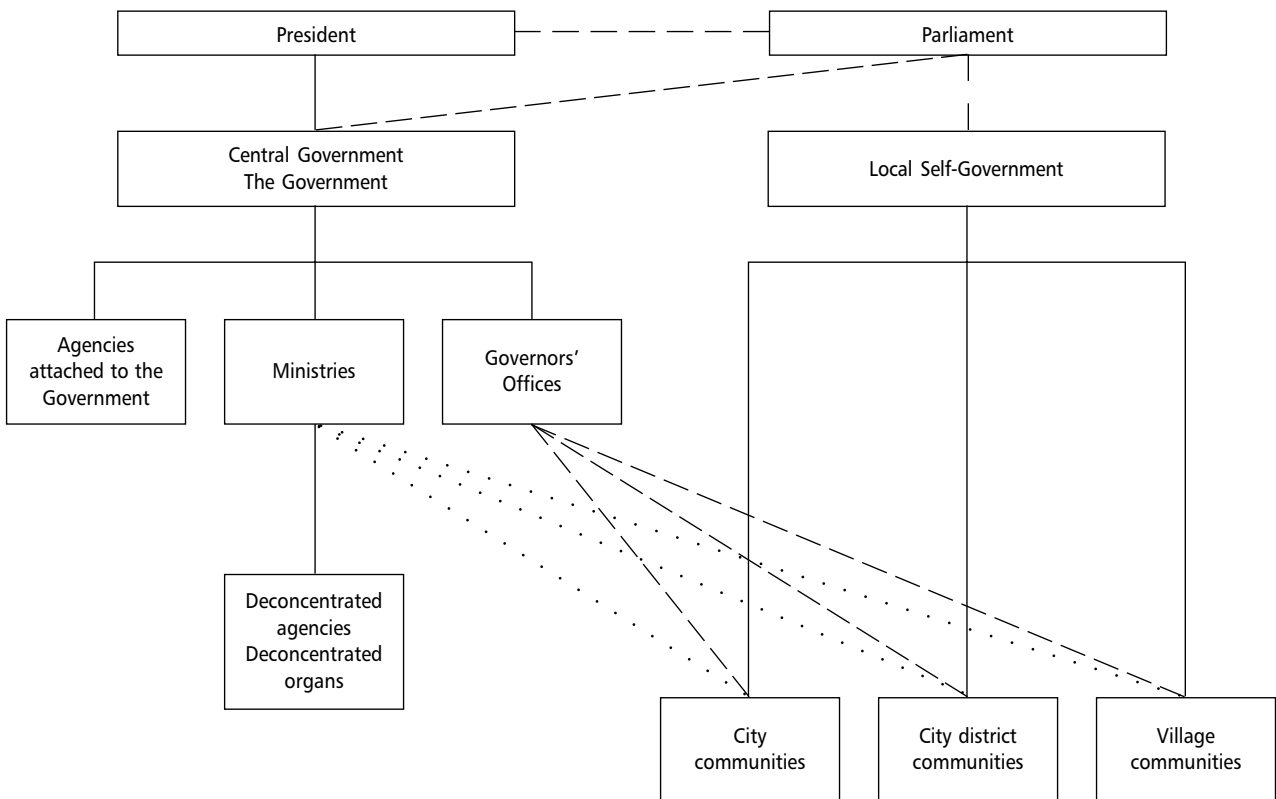 President
Parliament
Central Government
The Government
Local Self-Government
Agencies
attached to the
Government
Ministries
Governors'
Offices
Deconcentrated
agencies
Deconcentrated
organs
City
communities
City district
communities
Village
communities